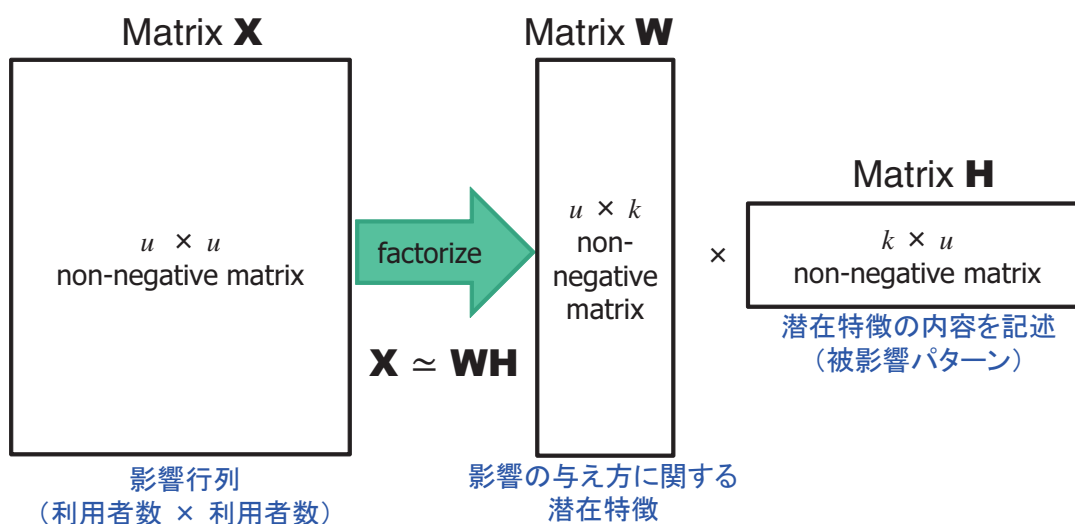 Matrix X
u × u
non-negative matrix
影響行列
（利用者数 × 利用者数）
factorize
X ≃ WH
Matrix W
u × k
non-
negative
matrix
影響の与え方に関する
潜在特徴
×
Matrix H
k × u
non-negative matrix
潜在特徴の内容を記述
（被影響パターン）